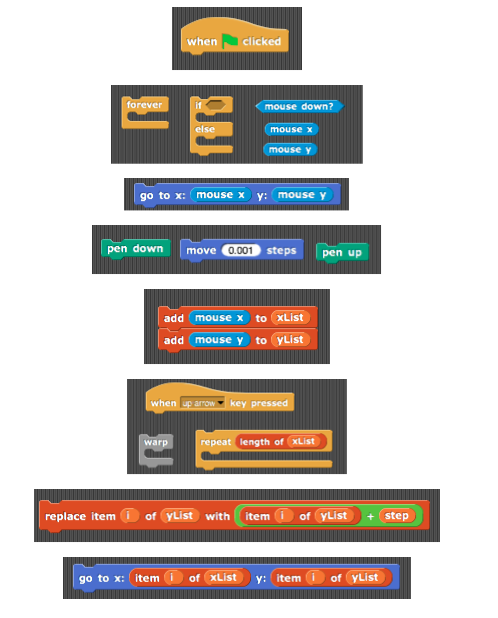 when clicked
forever if mouse down?
else mouse x
mouse y
go to x: mouse x y: mouse y
pen down move 0.001 steps pen up
add mouse x to xList
add mouse y to yList
when up arrow key pressed
warp repeat length of xList
replace item i of yList with item i of yList + step
go to x: item i of xList y: item i of yList